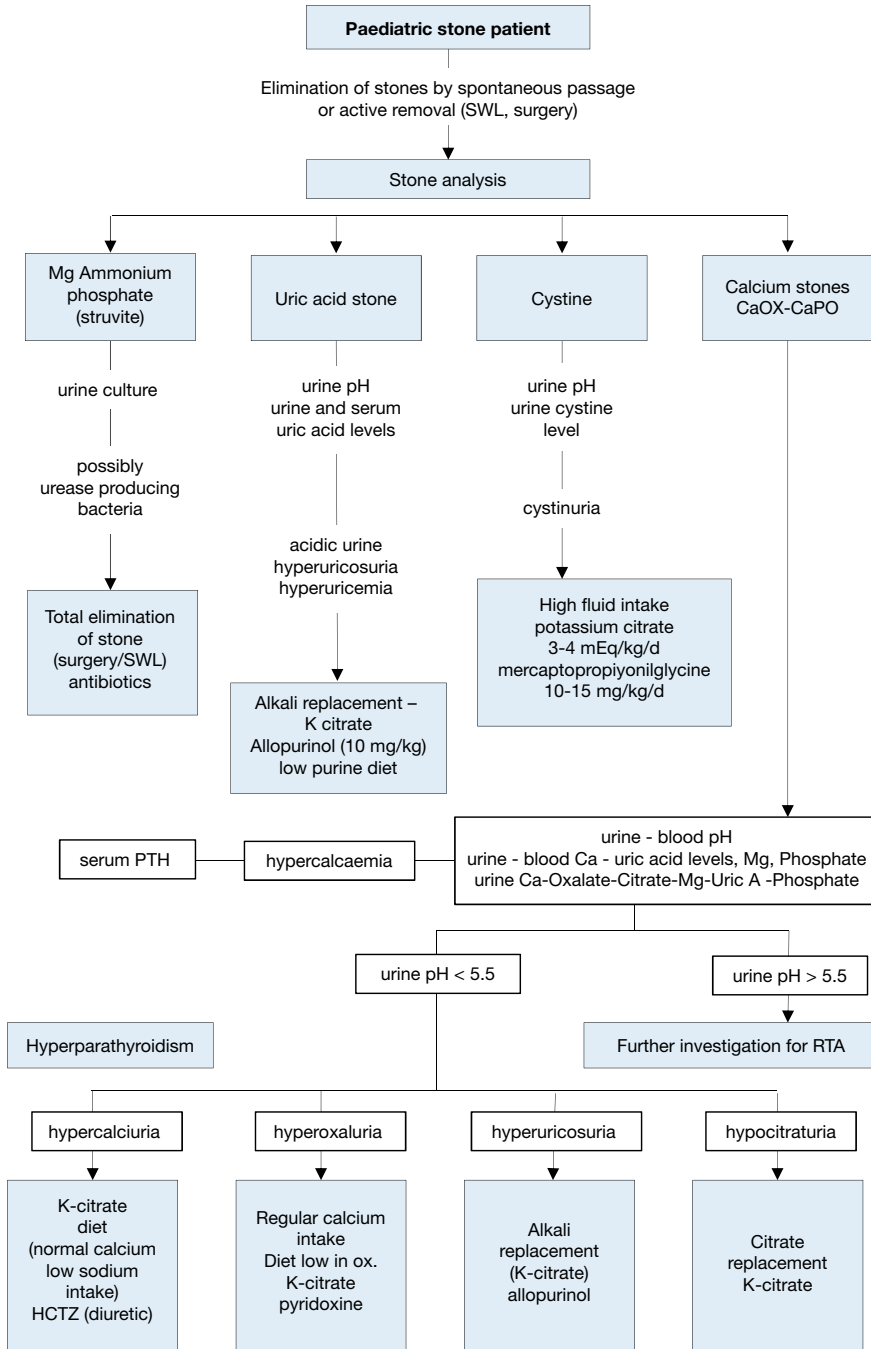 Paediatric stone patient
Elimination of stones by spontaneous passage
or active removal (SWL, surgery)
Stone analysis
Mg Ammonium
phosphate
(struvite)
Uric acid stone
Cystine
Calcium stones
CaOX-CaPO
urine culture
possibly
urease producing
bacteria
Total elimination
of stone
(surgery/SWL)
antibiotics
urine pH
urine and serum
uric acid levels
acidic urine
hyperuricosuria
hyperuricemia
Alkali replacement –
K citrate
Allopurinol (10 mg/kg)
low purine diet
urine pH
urine cystine
level
cystinuria
High fluid intake
potassium citrate
3-4 mEq/kg/d
mercaptopropiyonilglycine
10-15 mg/kg/d
serum PTH
hypercalcaemia
urine - blood pH
urine - blood Ca - uric acid levels, Mg, Phosphate
urine Ca-Oxalate-Citrate-Mg-Uric A -Phosphate
urine pH < 5.5
urine pH > 5.5
Hyperparathyroidism
Further investigation for RTA
hypercalciuria
hyperoxaluria
hyperuricosuria
hypocitraturia
K-citrate
diet
(normal calcium
low sodium
intake)
HCTZ (diuretic)
Regular calcium
intake
Diet low in ox.
K-citrate
pyridoxine
Alkali
replacement
(K-citrate)
allopurinol
Citrate
replacement
K-citrate